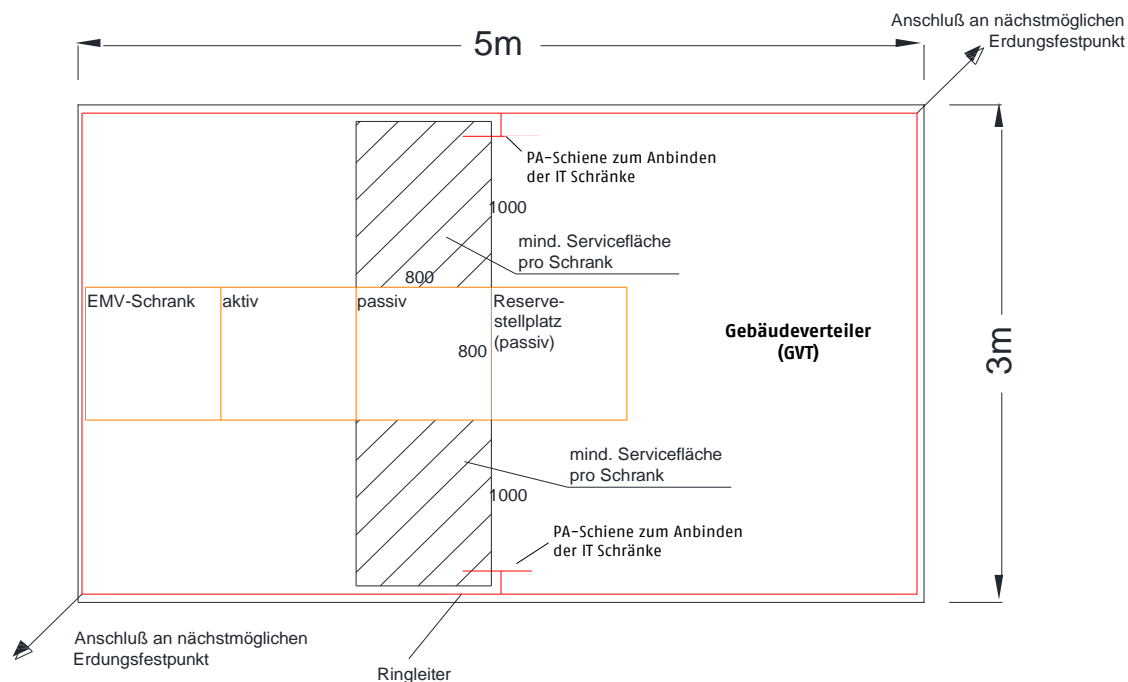 Anschluß an nächstmöglichen
Erdungsfestpunkt
5m
PA-Schiene zum Anbinden
der IT Schränke
1000
mind. Servicefläche
pro Schrank
800
EMV-Schrank
aktiv
passiv
Reserve-
stellplatz
(passiv)
800
Gebäudeverteiler
(GVT)
3m
mind. Servicefläche
pro Schrank
1000
PA-Schiene zum Anbinden
der IT Schränke
Anschluß an nächstmöglichen
Erdungsfestpunkt
Ringleiter